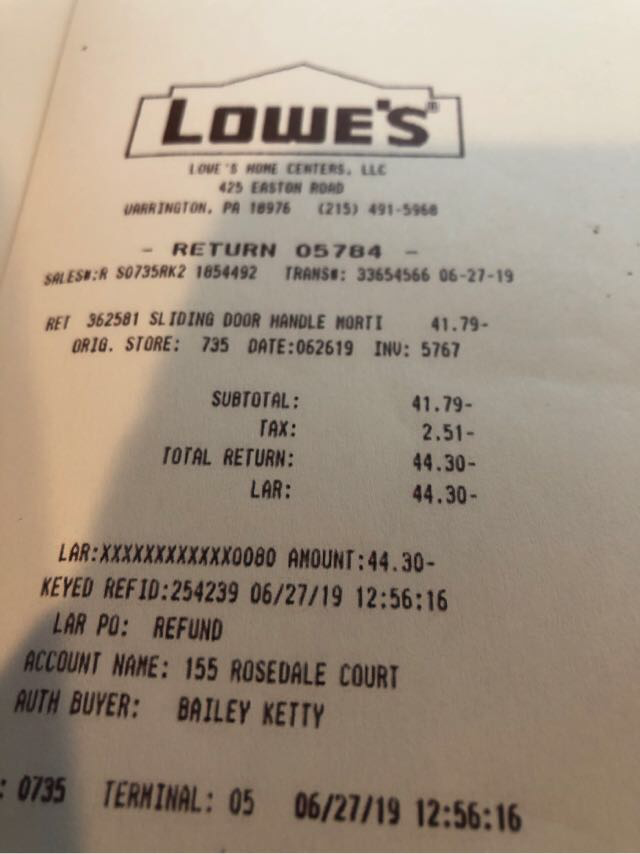 LOWE'S®
LOWE'S HOME CENTERS, LLC
425 EASTON ROAD
WARRINGTON, PA 18976 (215) 491-5968
- RETURN 05784 -
SALES#:R S0735RK2 1854492 TRANS#: 33654566 06-27-19
RET 362581 SLIDING DOOR HANDLE MORTI 41.79-
ORIG. STORE: 735 DATE:062619 INV: 5767
SUBTOTAL: 41.79-
TAX: 2.51-
TOTAL RETURN: 44.30-
LAR: 44.30-
LAR:XXXXXXXXXXXX0080 AMOUNT:44.30-
KEYED REFID:254239 06/27/19 12:56:16
LAR PO: REFUND
ACCOUNT NAME: 155 ROSEDALE COURT
AUTH BUYER: BAILEY KETTY
: 0735 TERMINAL: 05 06/27/19 12:56:16